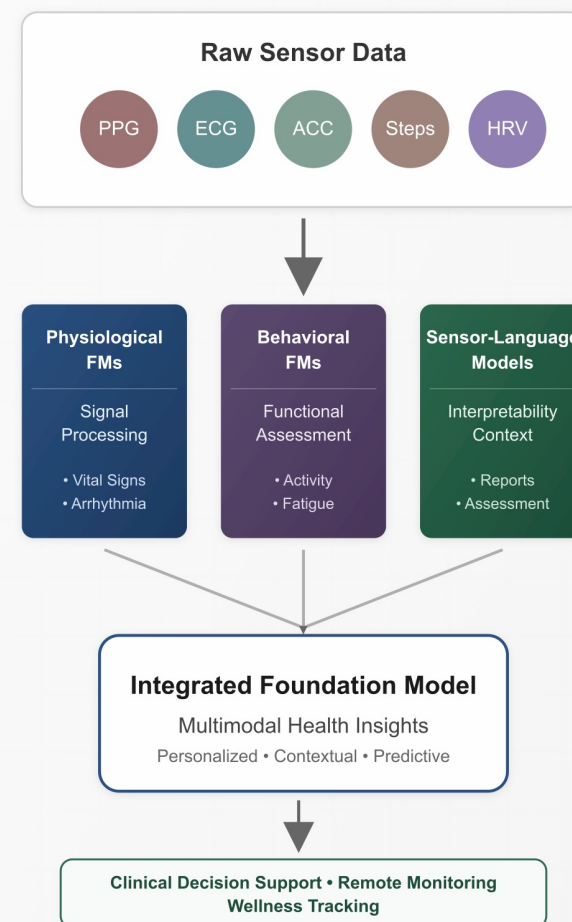 Raw Sensor Data
PPG ECG ACC Steps HRV
Physiological
FMs
Signal
Processing
• Vital Signs
• Arrhythmia
Behavioral
FMs
Functional
Assessment
• Activity
• Fatigue
Sensor-Language
Models
Interpretability
Context
• Reports
• Assessment
Integrated Foundation Model
Multimodal Health Insights
Personalized • Contextual • Predictive
Clinical Decision Support • Remote Monitoring
Wellness Tracking